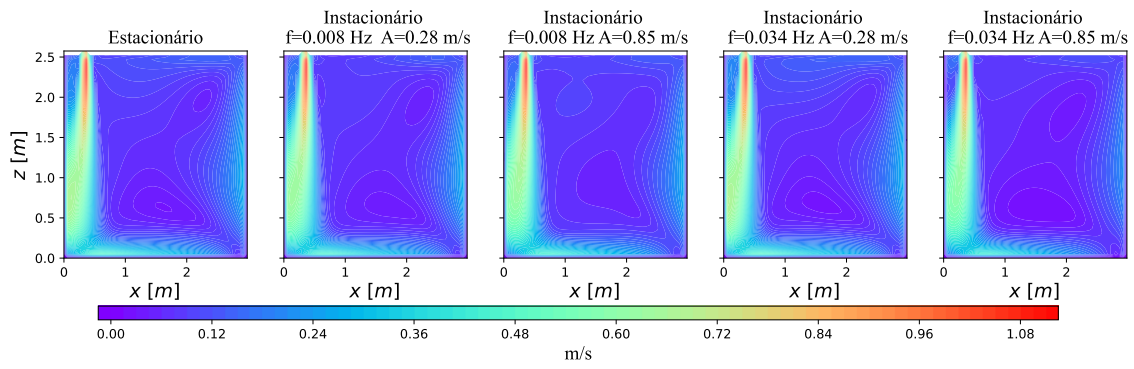 Estacionário
Instacionário
f=0.008 Hz  A=0.28 m/s
Instacionário
f=0.008 Hz A=0.85 m/s
Instacionário
f=0.034 Hz A=0.28 m/s
Instacionário
f=0.034 Hz A=0.85 m/s
z [m]
2.5
2.0
1.5
1.0
0.5
0.0
0 1 2
0 1 2
0 1 2
0 1 2
0 1 2
x [m]
x [m]
x [m]
x [m]
x [m]
0.00 0.12 0.24 0.36 0.48 0.60 0.72 0.84 0.96 1.08
m/s